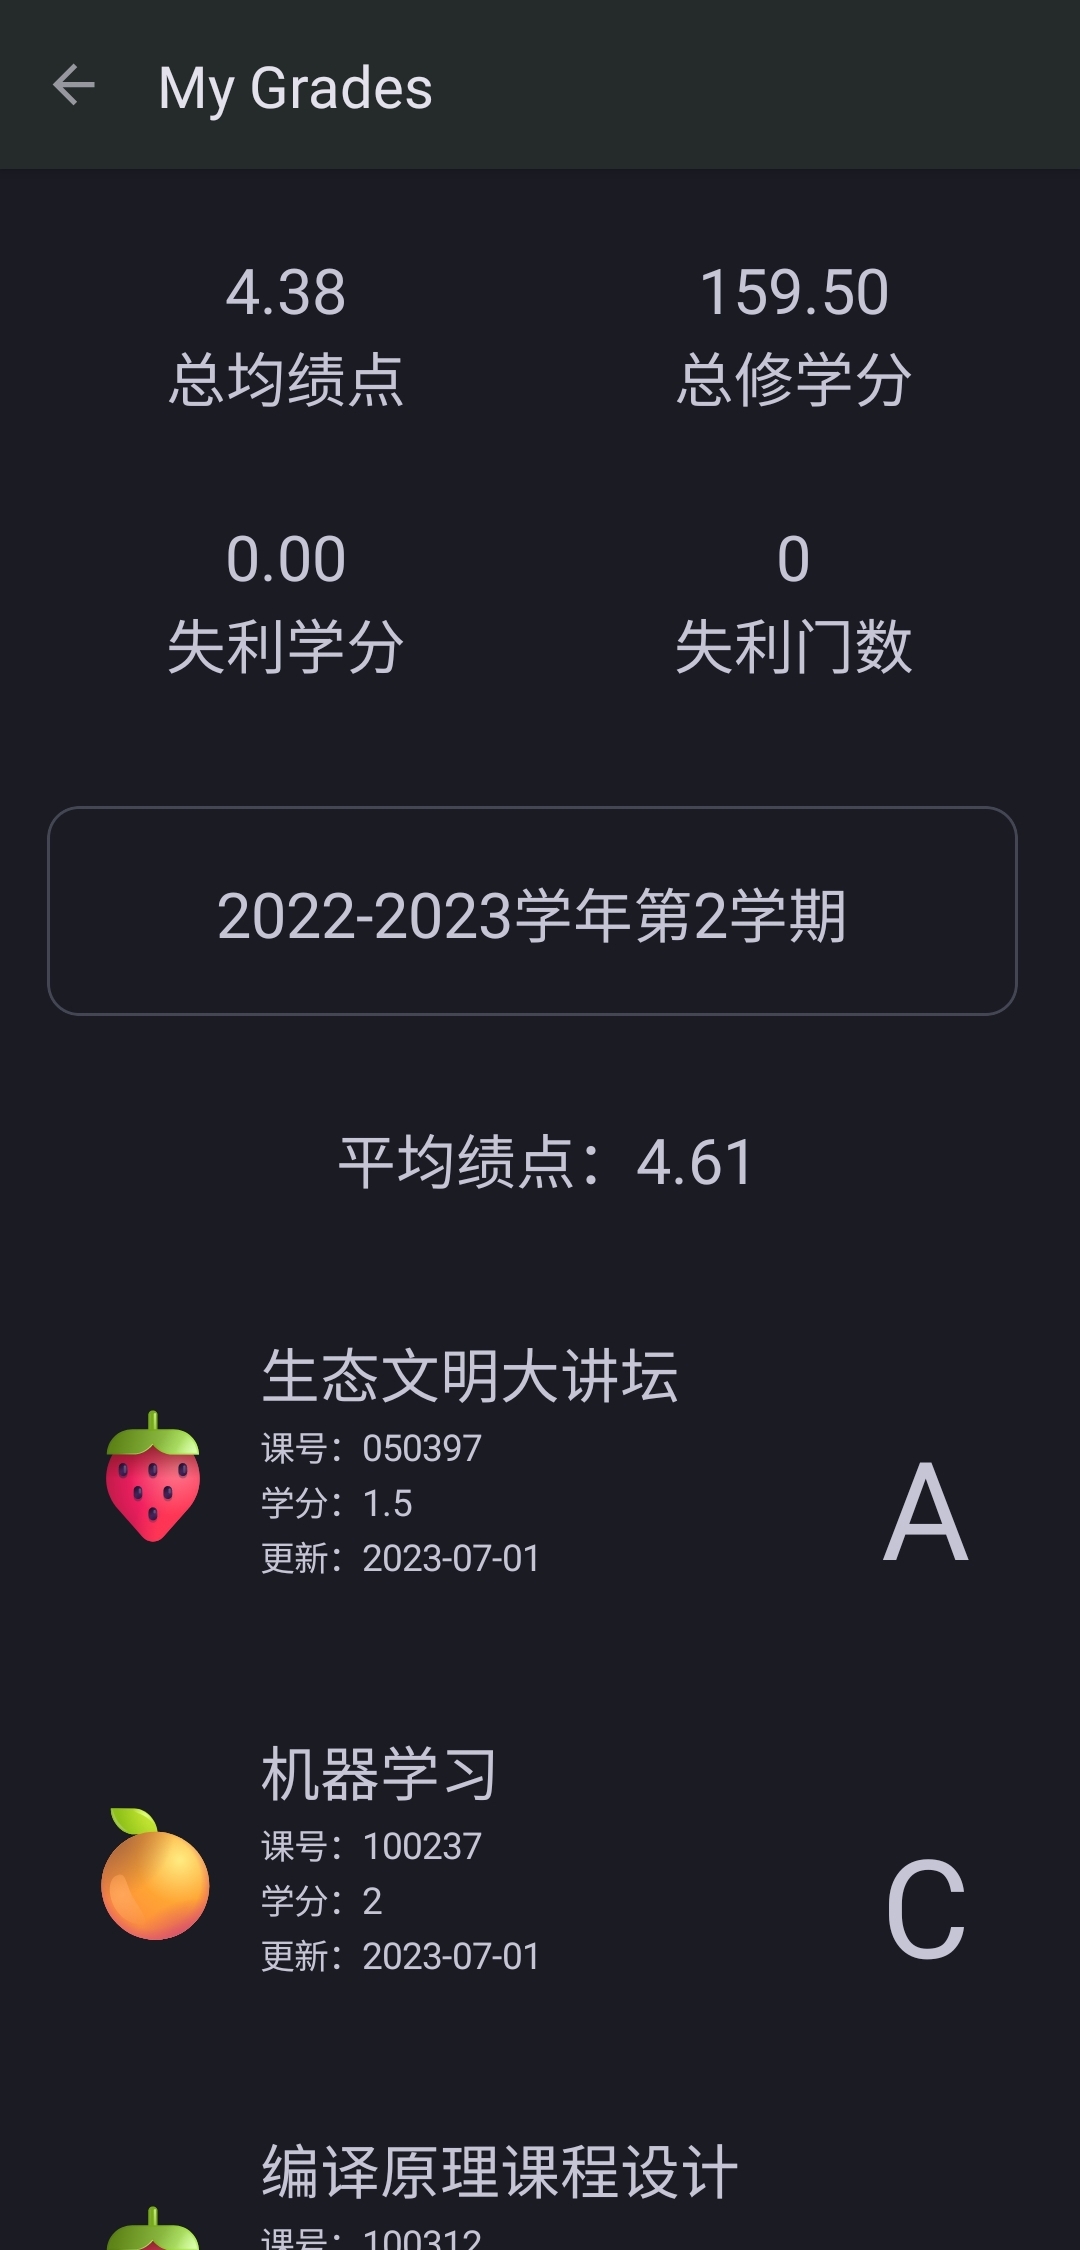 My Grades
4.38
159.50
总均绩点
总修学分
0.00
0
失利学分
失利门数
2022-2023学年第2学期
平均绩点：4.61
生态文明大讲坛
课号：050397
学分：1.5
更新：2023-07-01
A
机器学习
课号：100237
学分：2
更新：2023-07-01
C
编译原理课程设计
课号：100312